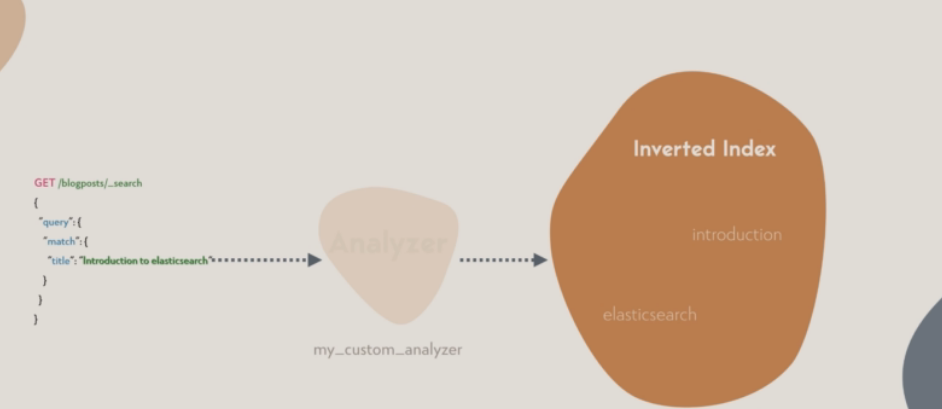 GET /blogposts/_search
{
"query": {
"match": {
"title": "Introduction to elasticsearch"
}
}
}
Analyzer
my_custom_analyzer
Inverted Index
introduction
elasticsearch